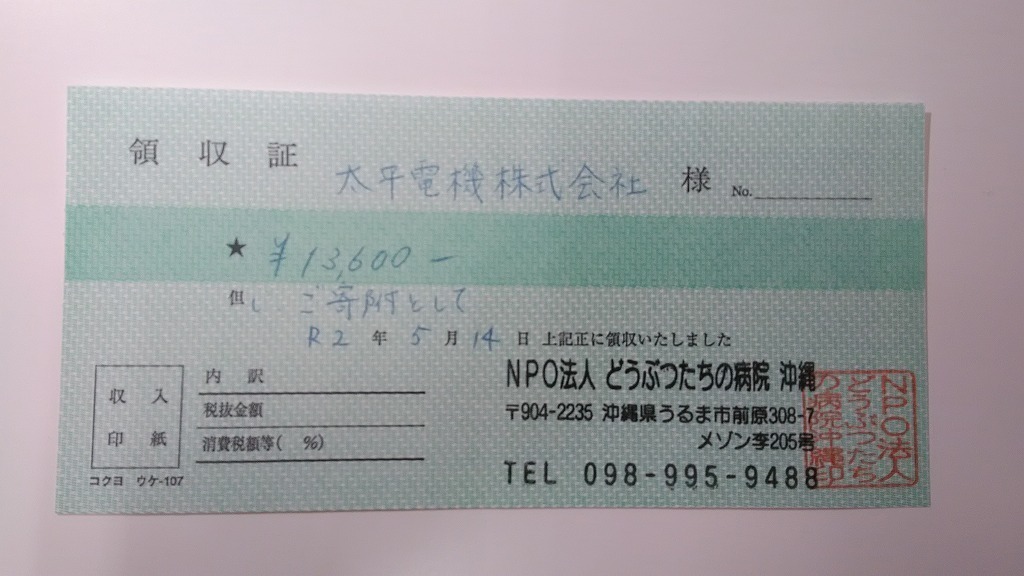 領収証 太平電機株式会社 様 No.
★ ¥13,600－
但し ご寄附として
R2 年 5 月 14 日 上記正に領収いたしました
収入
印紙
コクヨ ウケ-107
内訳
税抜金額
消費税額等( %)
NPO法人 どうぶつたちの病院 沖縄
〒904-2235 沖縄県うるま市前原308-7
メゾン李205号
TEL 098-995-9488
NPO法人
どうぶつたち
の病院沖縄印